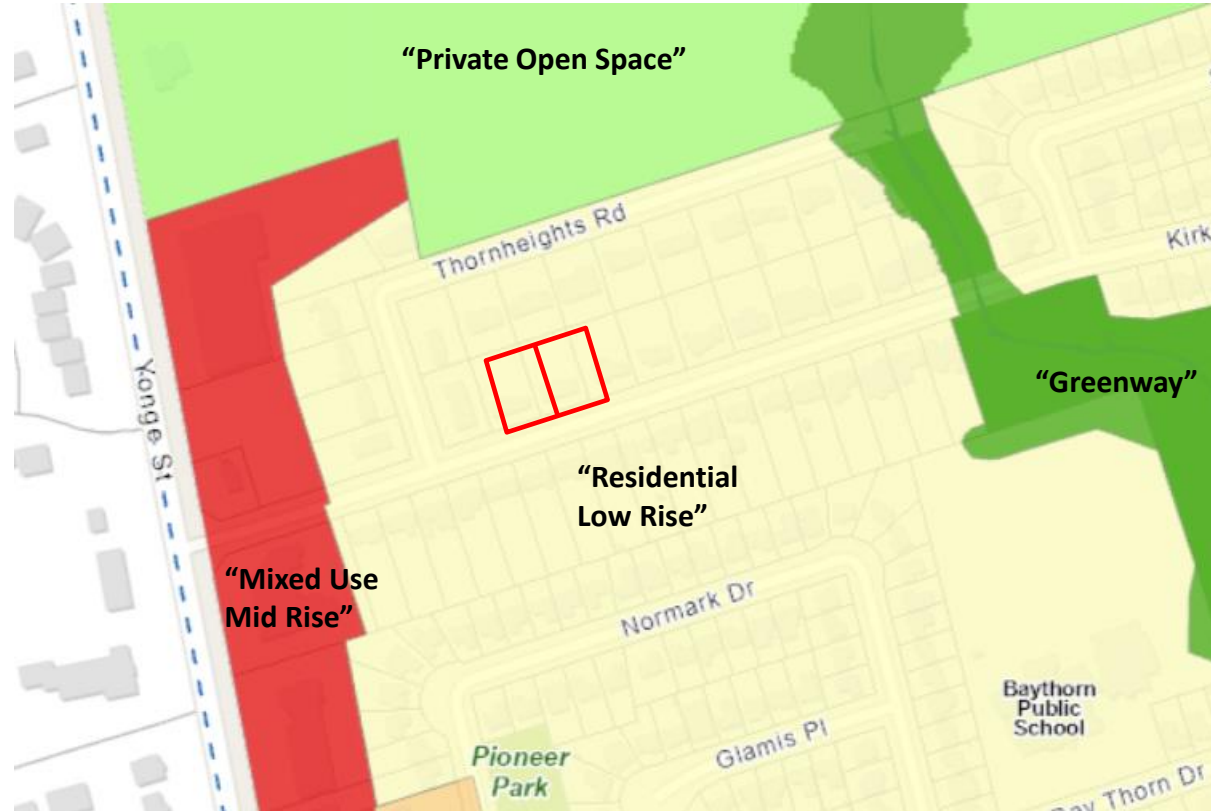 “Private Open Space”
Thornheights Rd
Kirk
Yonge St
“Greenway”
“Residential
Low Rise”
“Mixed Use
Mid Rise”
Normark Dr
Baythorn
Public
School
Glamis Pl
Pioneer
Park
Bay Thorn Dr